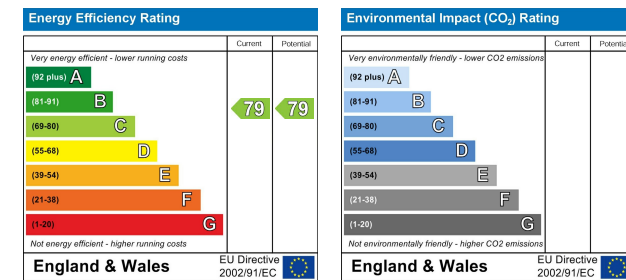 Energy Efficiency Rating
Current Potential
Very energy efficient - lower running costs
(92 plus) A
(81-91) B
79 79
(69-80) C
(55-68) D
(39-54) E
(21-38) F
(1-20) G
Not energy efficient - higher running costs
England & Wales
EU Directive
2002/91/EC
Environmental Impact (CO₂) Rating
Current Potential
Very environmentally friendly - lower CO2 emissions
(92 plus) A
(81-91) B
(69-80) C
(55-68) D
(39-54) E
(21-38) F
(1-20) G
Not environmentally friendly - higher CO2 emissions
England & Wales
EU Directive
2002/91/EC